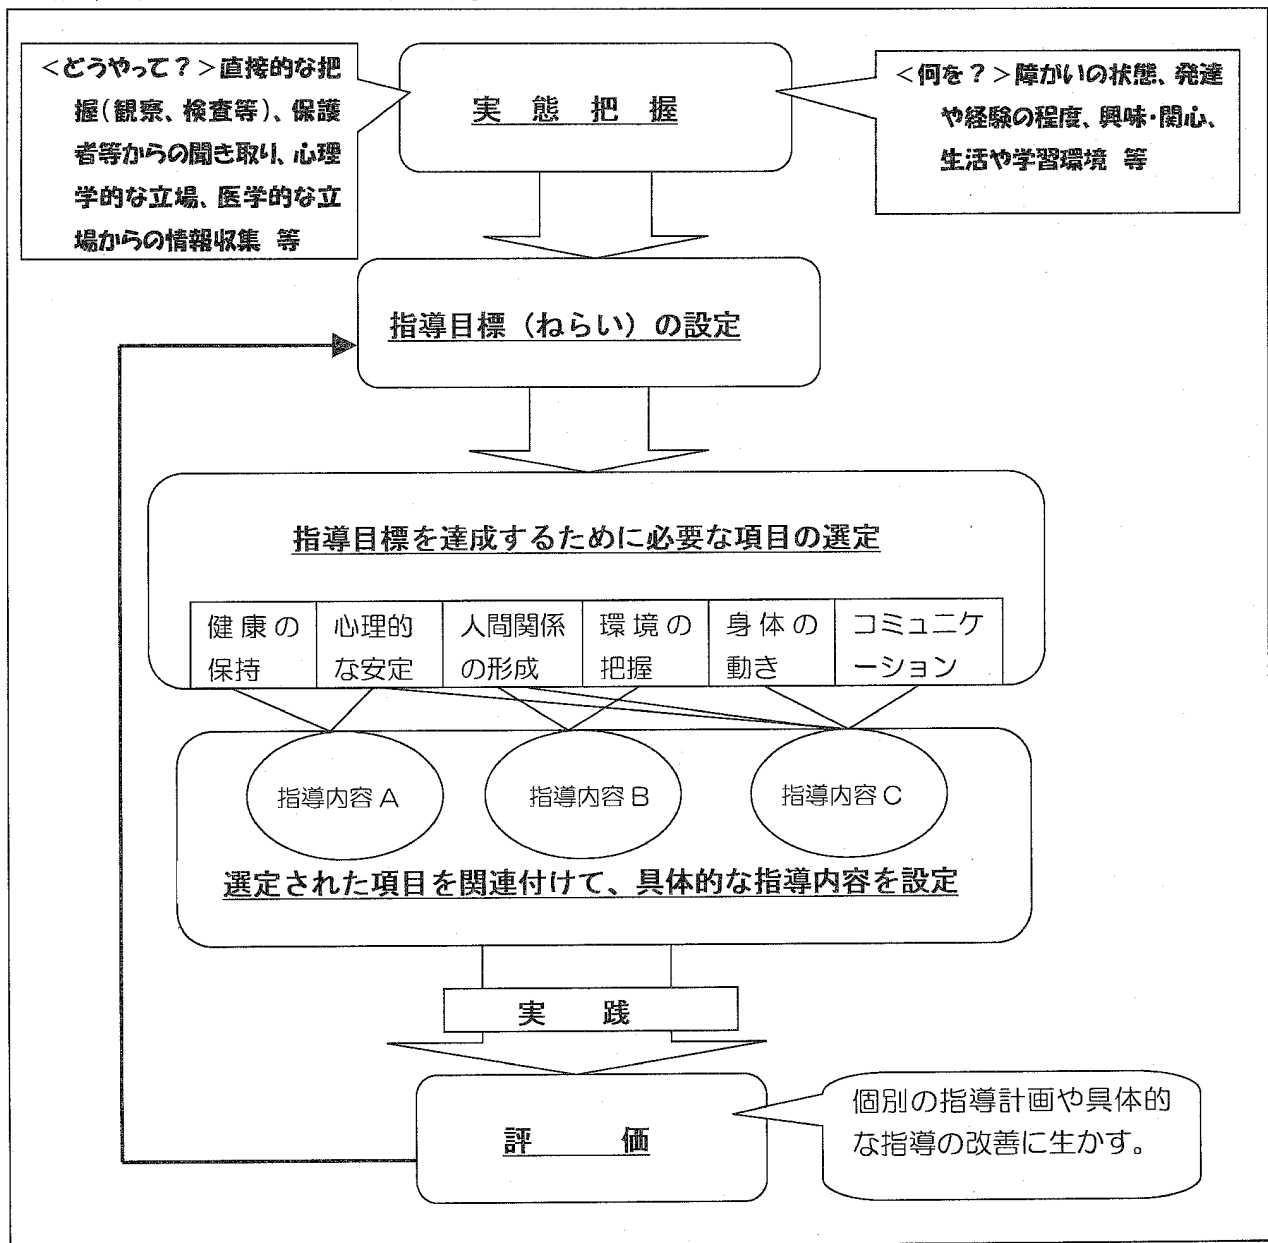 ＜どうやって？＞直接的な把
握（観察、検査等）、保護
者等からの聞き取り、心理
学的な立場、医学的な立
場からの情報収集 等
実 態 把 握
＜何を？＞障がいの状態、発達
や経験の程度、興味・関心、
生活や学習環境 等
指導目標（ねらい）の設定
指導目標を達成するために必要な項目の選定
健康の
保持
心理的
な安定
人間関係
の形成
環境の
把握
身体の
動き
コミュニケ
ーション
指導内容Ａ
指導内容Ｂ
指導内容Ｃ
選定された項目を関連付けて、具体的な指導内容を設定
実 践
評 価
個別の指導計画や具体的
な指導の改善に生かす。